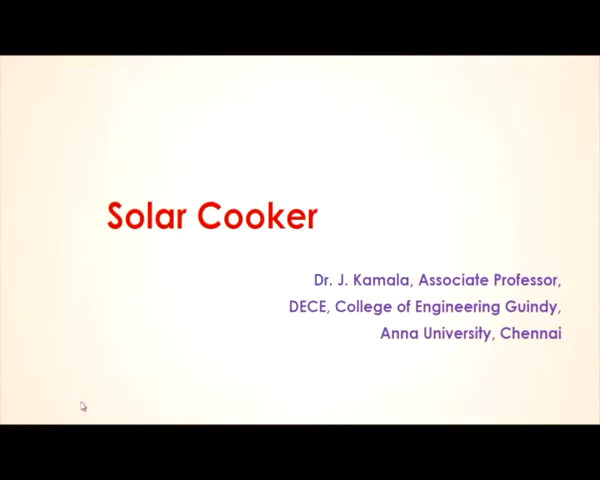 Solar Cooker
Dr. J. Kamala, Associate Professor,
DECE, College of Engineering Guindy,
Anna University, Chennai